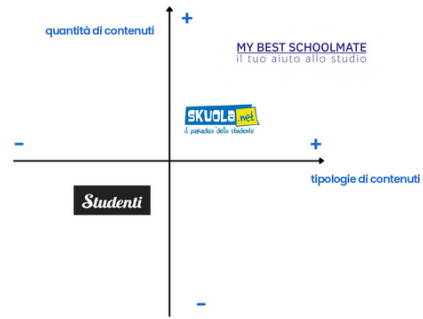 +
quantità di contenuti
MY BEST SCHOOLMATE
il tuo aiuto allo studio
SKUOLA.net
il paradiso dello studente
-
+
tipologie di contenuti
Studenti
-